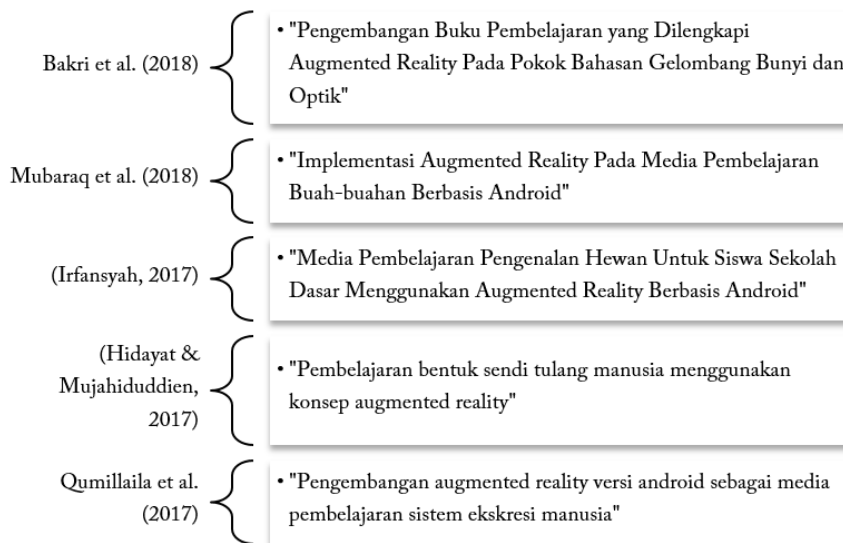 Bakri et al. (2018)
• "Pengembangan Buku Pembelajaran yang Dilengkapi
Augmented Reality Pada Pokok Bahasan Gelombang Bunyi dan
Optik"
Mubaraq et al. (2018)
• "Implementasi Augmented Reality Pada Media Pembelajaran
Buah-buahan Berbasis Android"
(Irfansyah, 2017)
• "Media Pembelajaran Pengenalan Hewan Untuk Siswa Sekolah
Dasar Menggunakan Augmented Reality Berbasis Android"
(Hidayat &
Mujahiduddien,
2017)
• "Pembelajaran bentuk sendi tulang manusia menggunakan
konsep augmented reality"
Qumillaila et al.
(2017)
• "Pengembangan augmented reality versi android sebagai media
pembelajaran sistem ekskresi manusia"